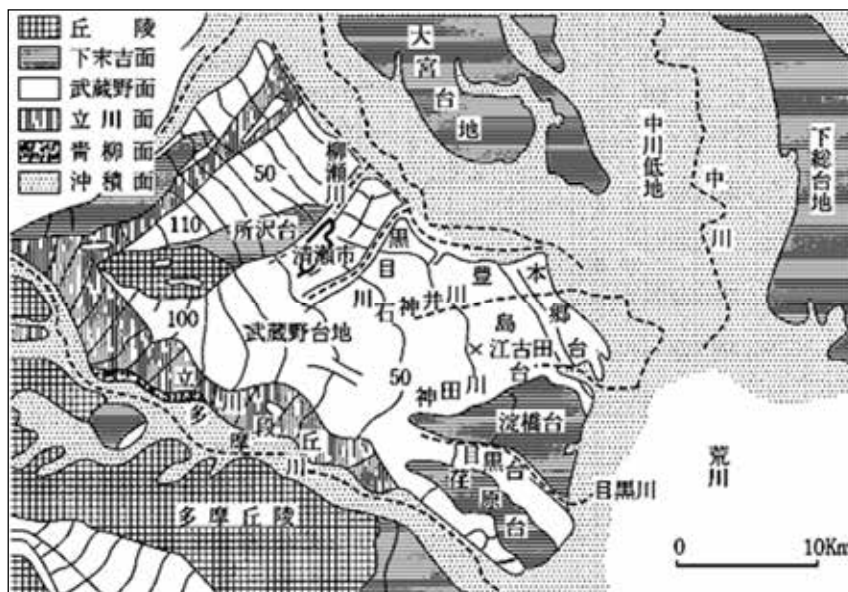 丘陵
下末吉面
武蔵野面
立川面
青柳面
沖積面
大宮台地
中川低地
中川
下総台地
柳瀬川
50
110
所沢台
清瀬市
黒目川
石神井川
豊島台
本郷台
100
武蔵野台地
50
×江古田
神田川
淀橋台
立川段丘
多摩川
目黒台
荏原台
目黒川
荒川
多摩丘陵
0 10Km